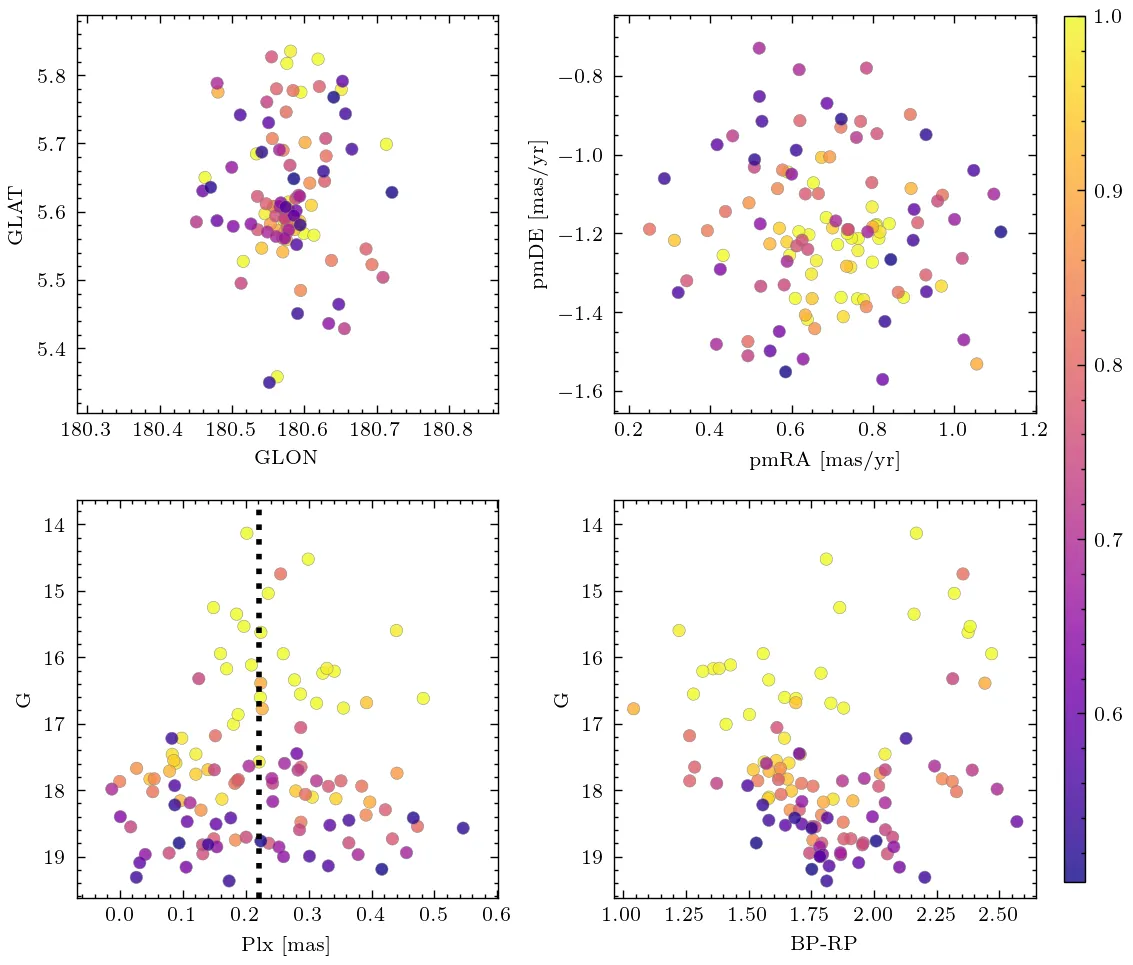 5.8
5.7
5.6
5.5
5.4
GLAT
180.3 180.4 180.5 180.6 180.7 180.8
GLON
−0.8
−1.0
−1.2
−1.4
−1.6
pmDE [mas/yr]
0.2 0.4 0.6 0.8 1.0 1.2
pmRA [mas/yr]
1.0
0.9
0.8
0.7
0.6
14
15
16
17
18
19
G
0.0 0.1 0.2 0.3 0.4 0.5 0.6
Plx [mas]
14
15
16
17
18
19
G
1.00 1.25 1.50 1.75 2.00 2.25 2.50
BP-RP